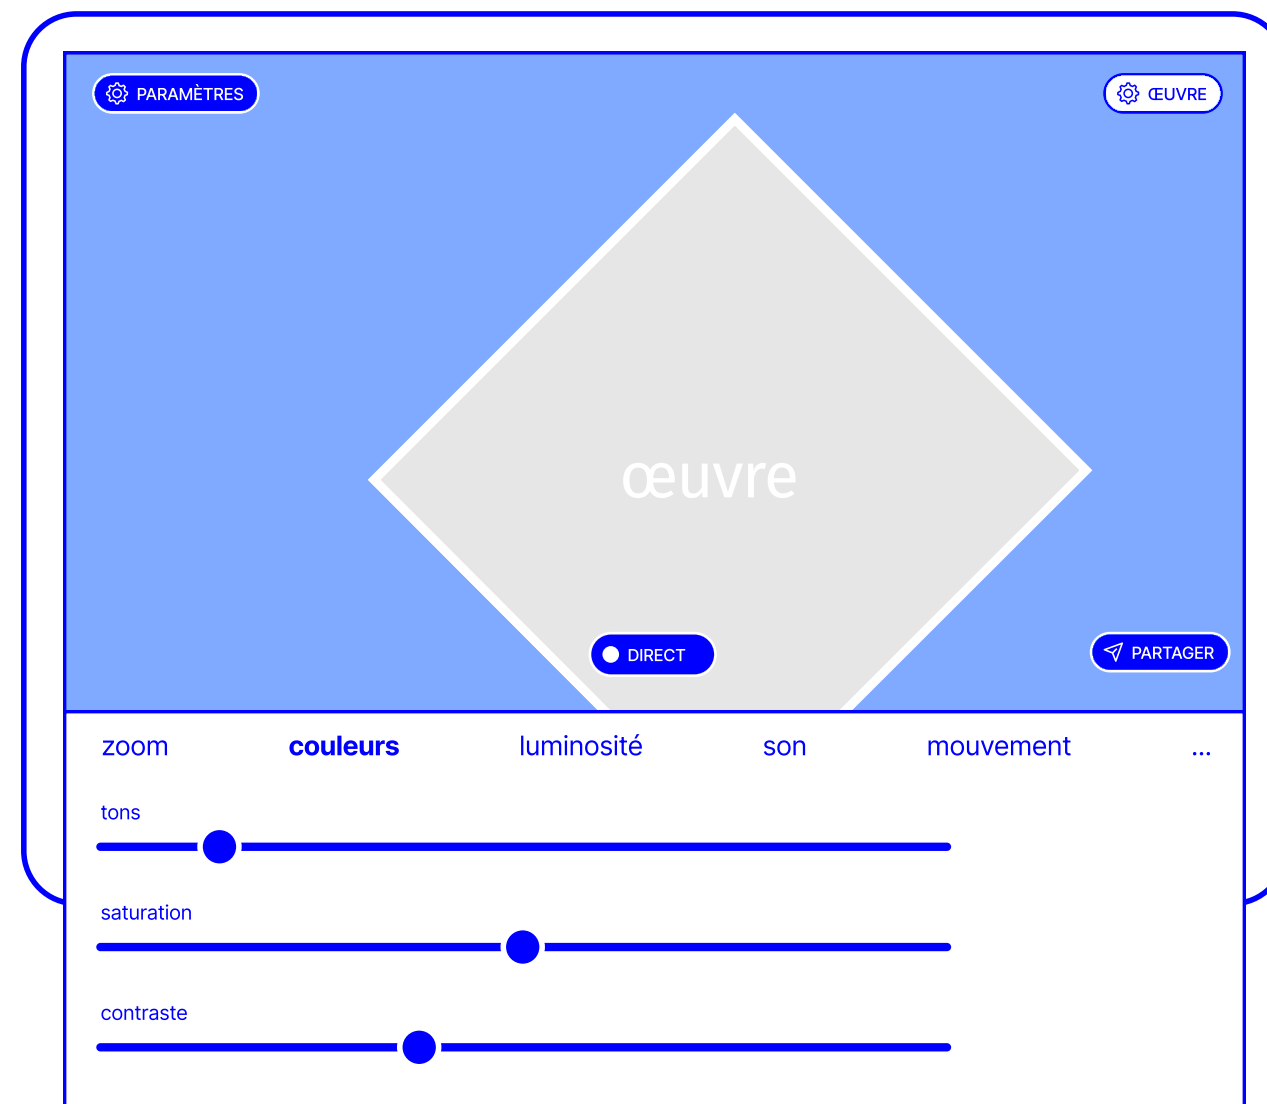 PARAMÈTRES
ŒUVRE
œuvre
DIRECT
PARTAGER
zoom couleurs luminosité son mouvement ...
tons
saturation
contraste